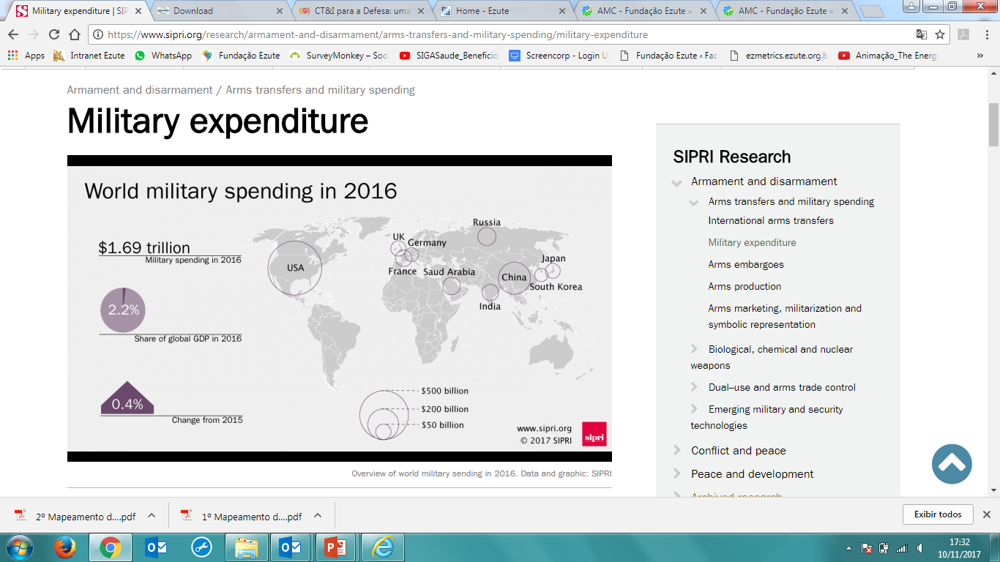 Military expenditure | SIP
Download
CT&I para a Defesa: uma
Home - Ezute
AMC - Fundação Ezute »
AMC - Fundação Ezute »
https://www.sipri.org/research/armament-and-disarmament/arms-transfers-and-military-spending/military-expenditure
Apps
Intranet Ezute
WhatsApp
Fundação Ezute
SurveyMonkey – Soc
SIGASaude_Beneficio
Screencorp - Login U
Fundação Ezute ‹ Faz
ezmetrics.ezute.org.b
Animação_The Energ
»
Armament and disarmament / Arms transfers and military spending
Military expenditure
World military spending in 2016
$1.69 trillion
Military spending in 2016
2.2%
Share of global GDP in 2016
0.4%
Change from 2015
USA
UK
Germany
France
Saudi Arabia
Russia
Japan
China
South Korea
India
$500 billion
$200 billion
$50 billion
www.sipri.org
© 2017 SIPRI
sipri
Overview of world military sending in 2016. Data and graphic: SIPRI
SIPRI Research
Armament and disarmament
Arms transfers and military spending
International arms transfers
Military expenditure
Arms embargoes
Arms production
Arms marketing, militarization and
symbolic representation
Biological, chemical and nuclear
weapons
Dual–use and arms trade control
Emerging military and security
technologies
Conflict and peace
Peace and development
Archived research
2º Mapeamento d....pdf
1º Mapeamento d....pdf
Exibir todos
17:32
10/11/2017